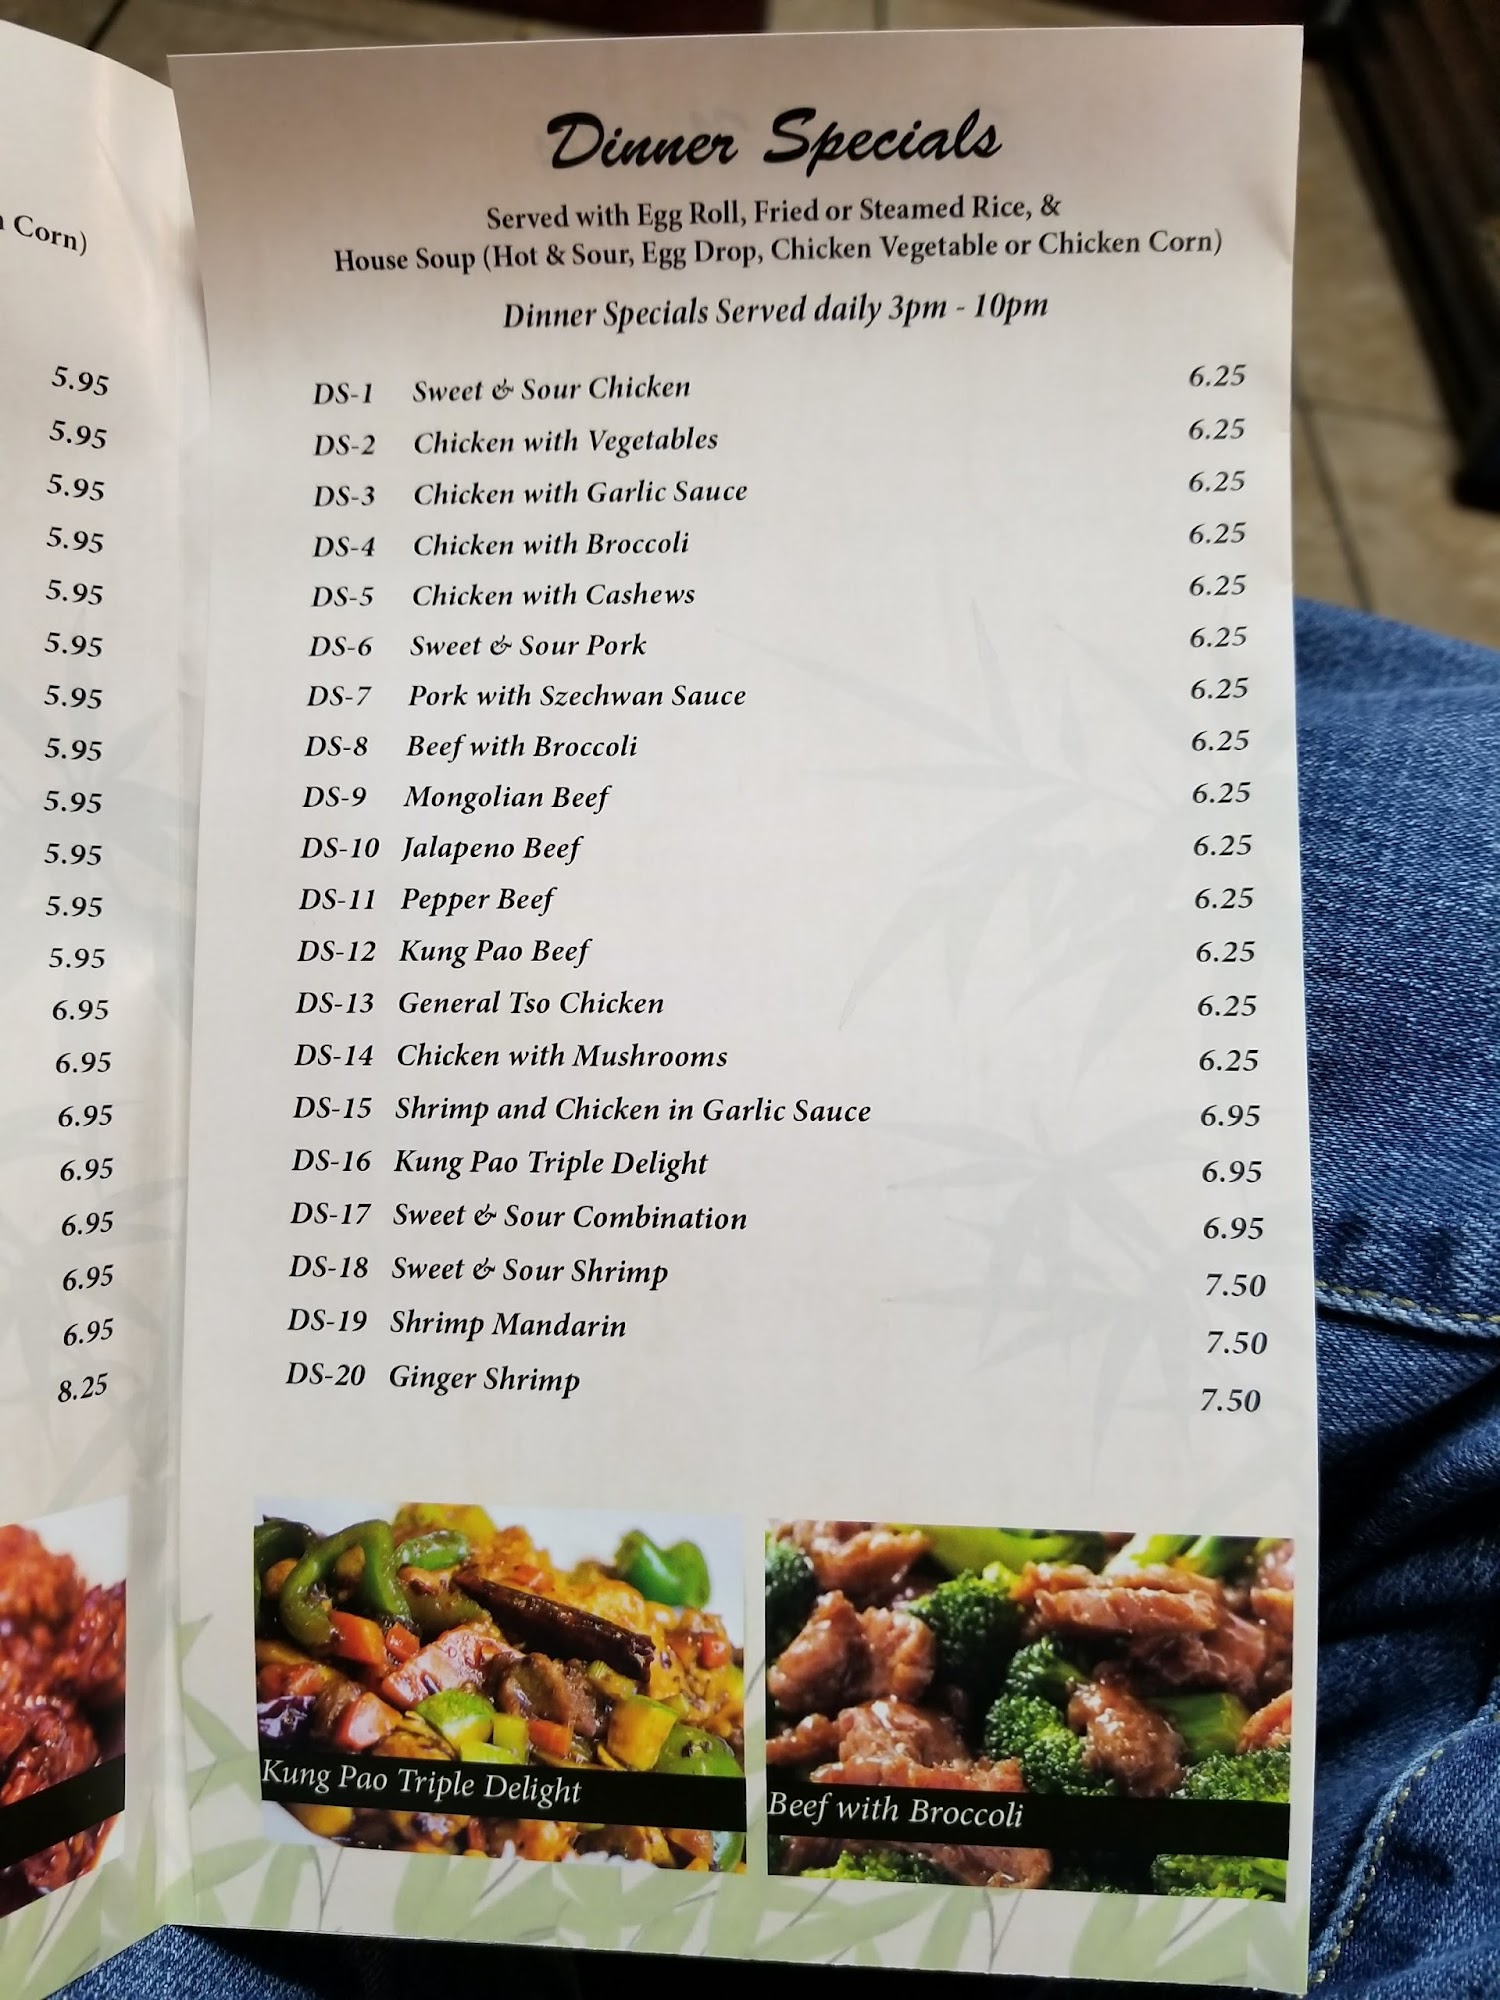 n Corn)
5.95
5.95
5.95
5.95
5.95
5.95
5.95
5.95
5.95
5.95
5.95
5.95
6.95
6.95
6.95
6.95
6.95
6.95
6.95
8.25
Dinner Specials
Served with Egg Roll, Fried or Steamed Rice, &
House Soup (Hot & Sour, Egg Drop, Chicken Vegetable or Chicken Corn)
Dinner Specials Served daily 3pm - 10pm
DS-1 Sweet & Sour Chicken 6.25
DS-2 Chicken with Vegetables 6.25
DS-3 Chicken with Garlic Sauce 6.25
DS-4 Chicken with Broccoli 6.25
DS-5 Chicken with Cashews 6.25
DS-6 Sweet & Sour Pork 6.25
DS-7 Pork with Szechwan Sauce 6.25
DS-8 Beef with Broccoli 6.25
DS-9 Mongolian Beef 6.25
DS-10 Jalapeno Beef 6.25
DS-11 Pepper Beef 6.25
DS-12 Kung Pao Beef 6.25
DS-13 General Tso Chicken 6.25
DS-14 Chicken with Mushrooms 6.25
DS-15 Shrimp and Chicken in Garlic Sauce 6.95
DS-16 Kung Pao Triple Delight 6.95
DS-17 Sweet & Sour Combination 6.95
DS-18 Sweet & Sour Shrimp 7.50
DS-19 Shrimp Mandarin 7.50
DS-20 Ginger Shrimp 7.50
Kung Pao Triple Delight
Beef with Broccoli